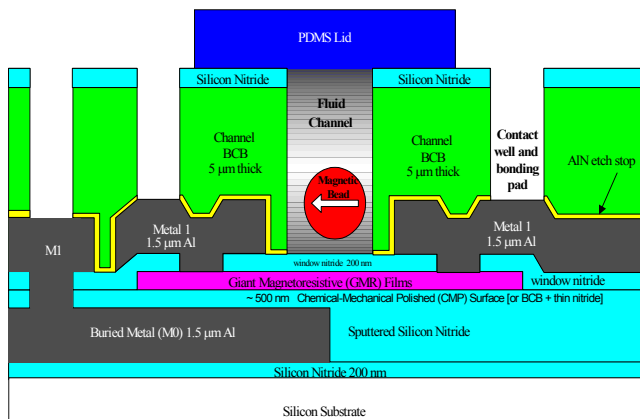 PDMS Lid
Silicon Nitride
Silicon Nitride
Fluid
Channel
Channel
BCB
5 µm thick
Channel
BCB
5 µm thick
Contact
well and
bonding
pad
AlN etch stop
Magnetic
Bead
Metal 1
1.5 µm Al
Metal 1
1.5 µm Al
M1
window nitride 200 nm
Giant Magnetoresistive (GMR) Films
window nitride
~ 500 nm Chemical-Mechanical Polished (CMP) Surface [or BCB + thin nitride]
Buried Metal (M0) 1.5 µm Al
Sputtered Silicon Nitride
Silicon Nitride 200 nm
Silicon Substrate